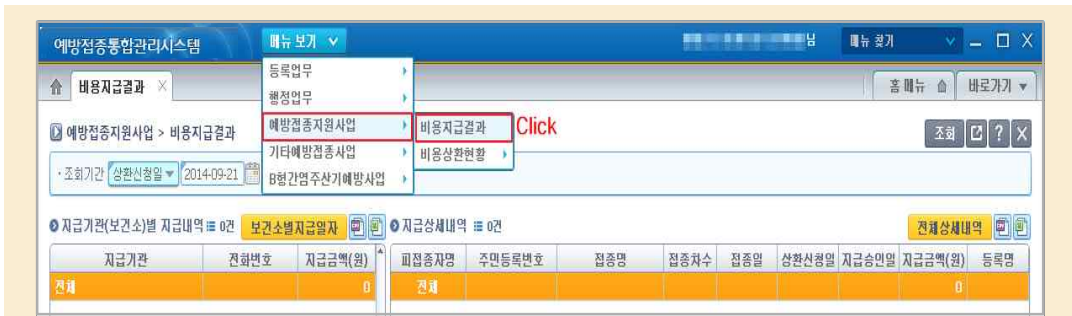 예방접종통합관리시스템 메뉴 보기 님 메뉴 찾기
비용지급결과 홈 메뉴 바로가기
등록업무
행정업무
예방접종지원사업
기타예방접종사업
B형간염주산기예방사업
비용지급결과 Click
비용상환현황
예방접종지원사업 > 비용지급결과 조회 ? X
· 조회기간 상환신청일 2014-09-21
지급기관(보건소)별 지급내역 0건 보건소별지급일자 지급상세내역 0건 전체상세내역
지급기관 전화번호 지급금액(원) 피접종자명 주민등록번호 접종명 접종차수 접종일 상환신청일 지급승인일 지급금액(원) 등록명
전체 0 전체 0